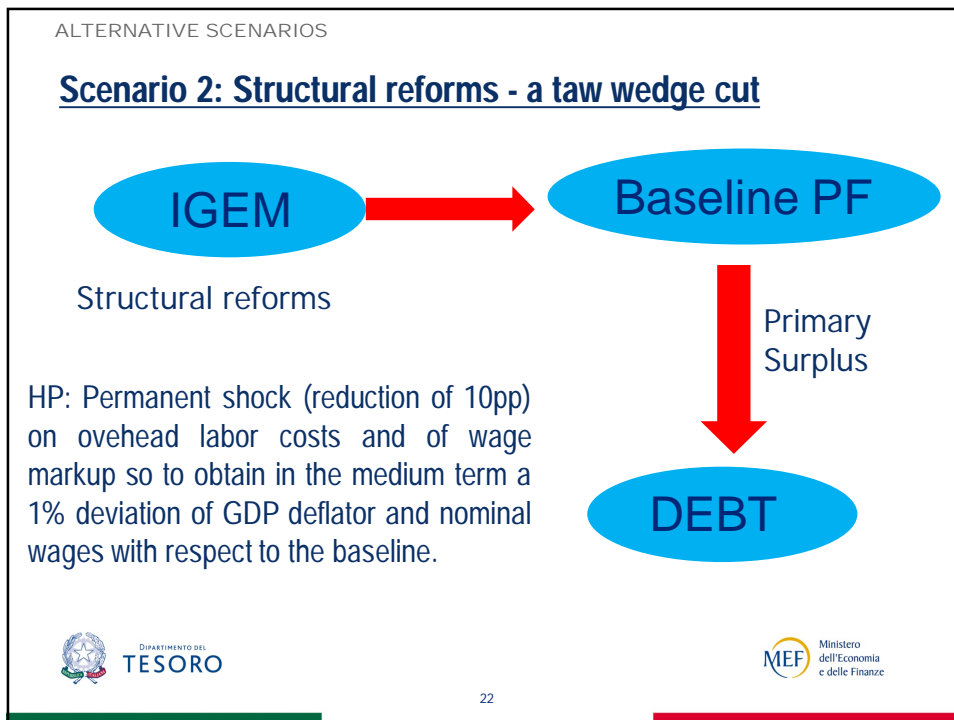 ALTERNATIVE SCENARIOS
Scenario 2: Structural reforms - a taw wedge cut
IGEM
Baseline PF
Structural reforms
Primary
Surplus
HP: Permanent shock (reduction of 10pp)
on ovehead labor costs and of wage
markup so to obtain in the medium term a
1% deviation of GDP deflator and nominal
wages with respect to the baseline.
DEBT
DIPARTIMENTO DEL
TESORO
MEF
Ministero
dell'Economia
e delle Finanze
22